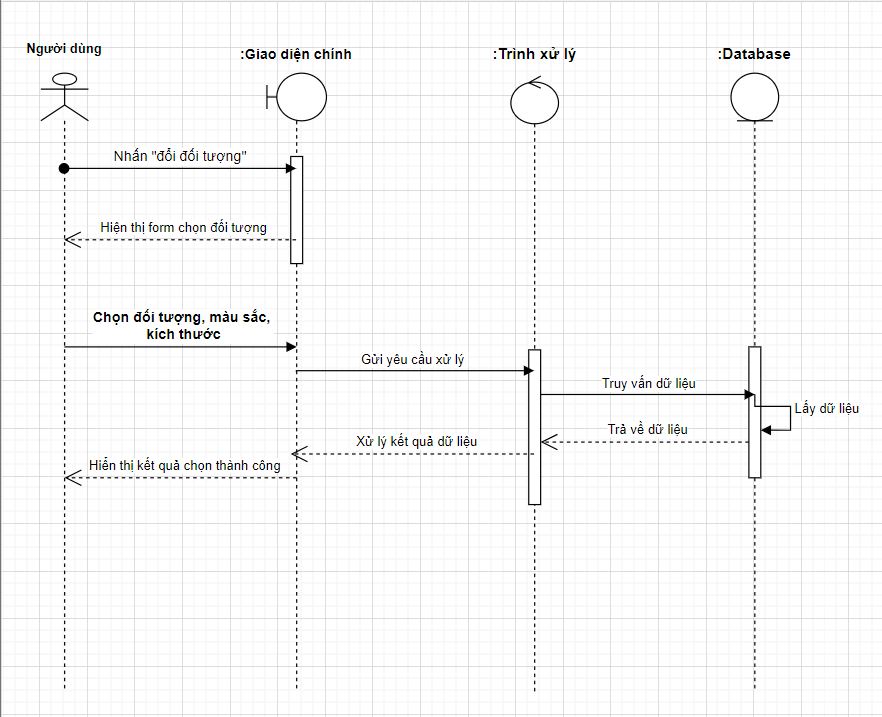 Người dùng
:Giao diện chính
:Trình xử lý
:Database
Nhấn "đổi đối tượng"
Hiện thị form chọn đối tượng
Chọn đối tượng, màu sắc,
kích thước
Gửi yêu cầu xử lý
Truy vấn dữ liệu
Lấy dữ liệu
Trả về dữ liệu
Xử lý kết quả dữ liệu
Hiển thị kết quả chọn thành công